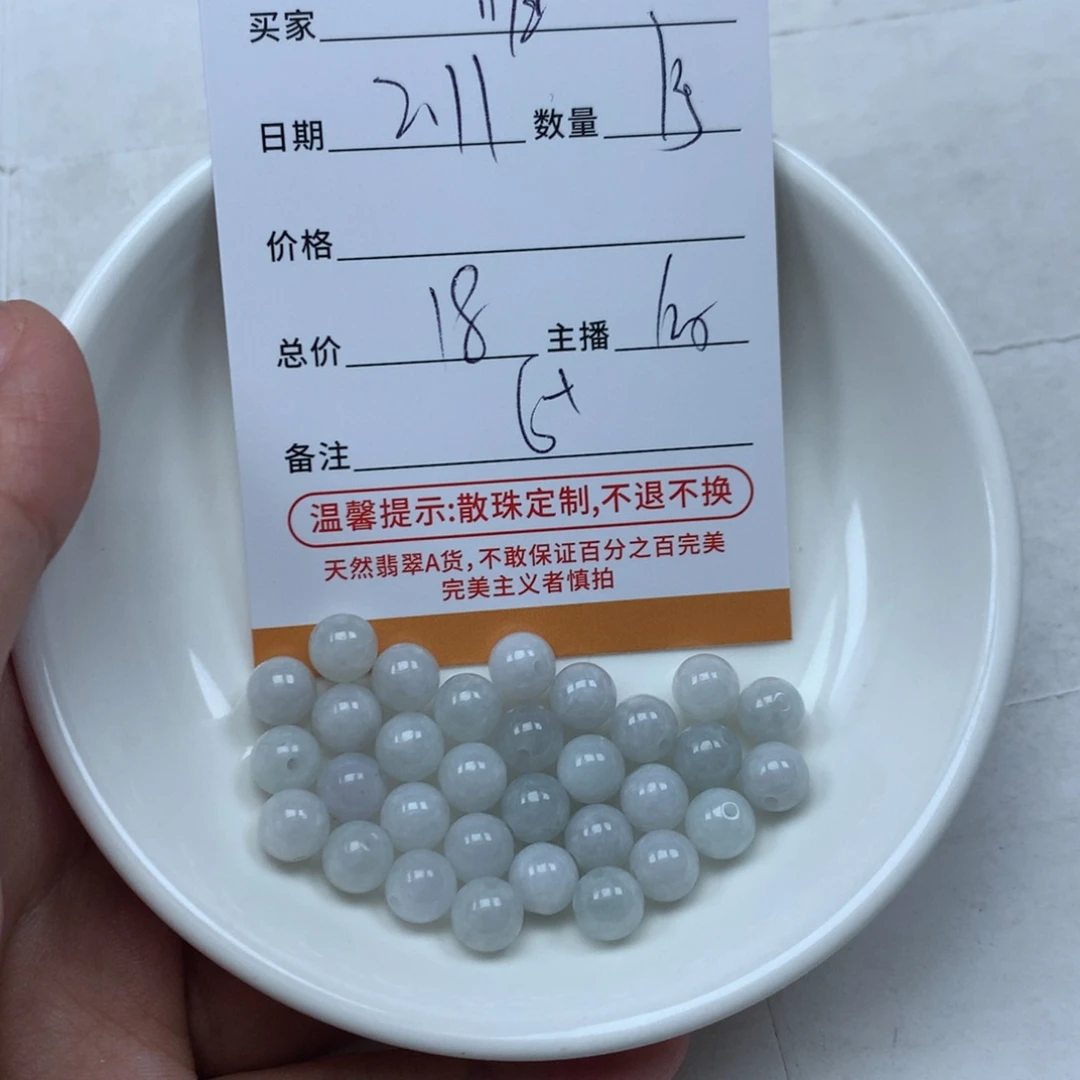 买家
日期 2.11 数量
价格
总价 18 主播
备注 6+
温馨提示:散珠定制,不退不换
天然翡翠A货,不敢保证百分之百完美
完美主义者慎拍